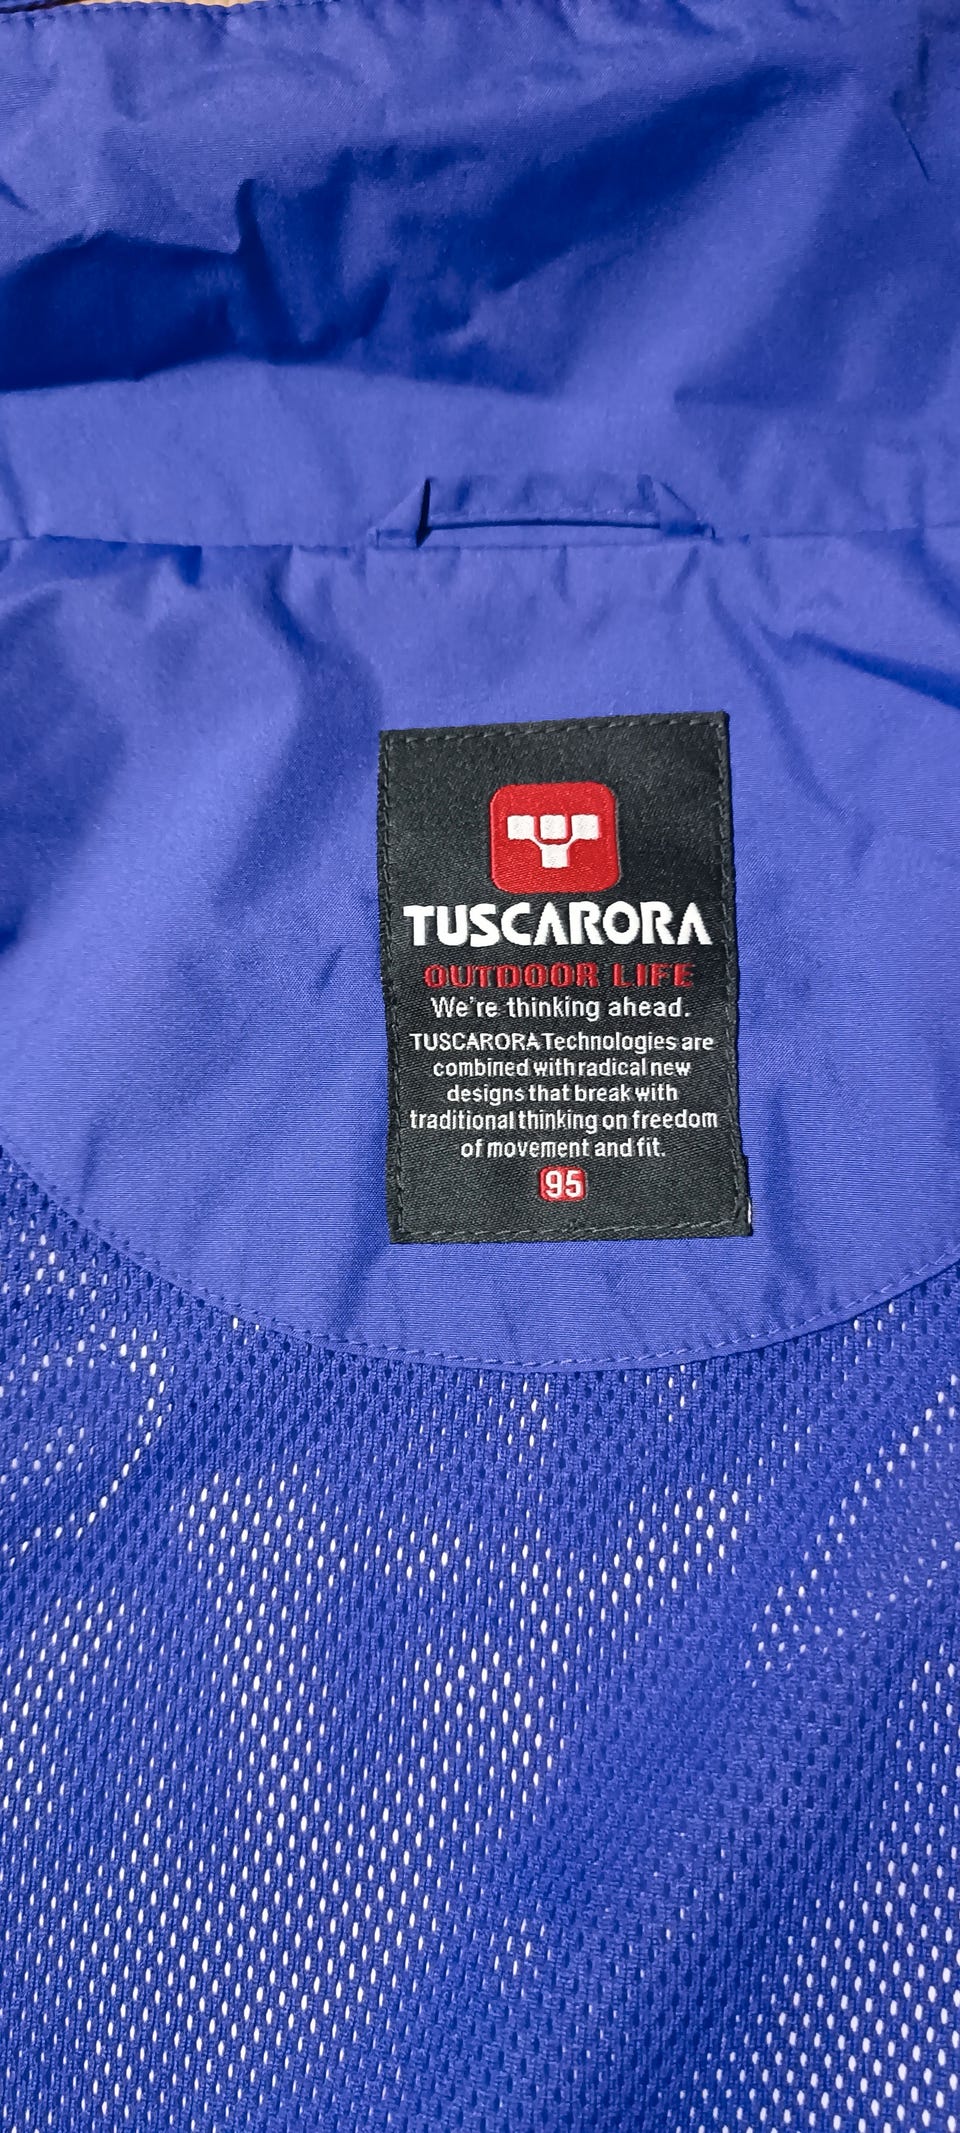 TUSCARORA
OUTDOOR LIFE
We're thinking ahead.
TUSCARORA Technologies are
combined with radical new
designs that break with
traditional thinking on freedom
of movement and fit.
95